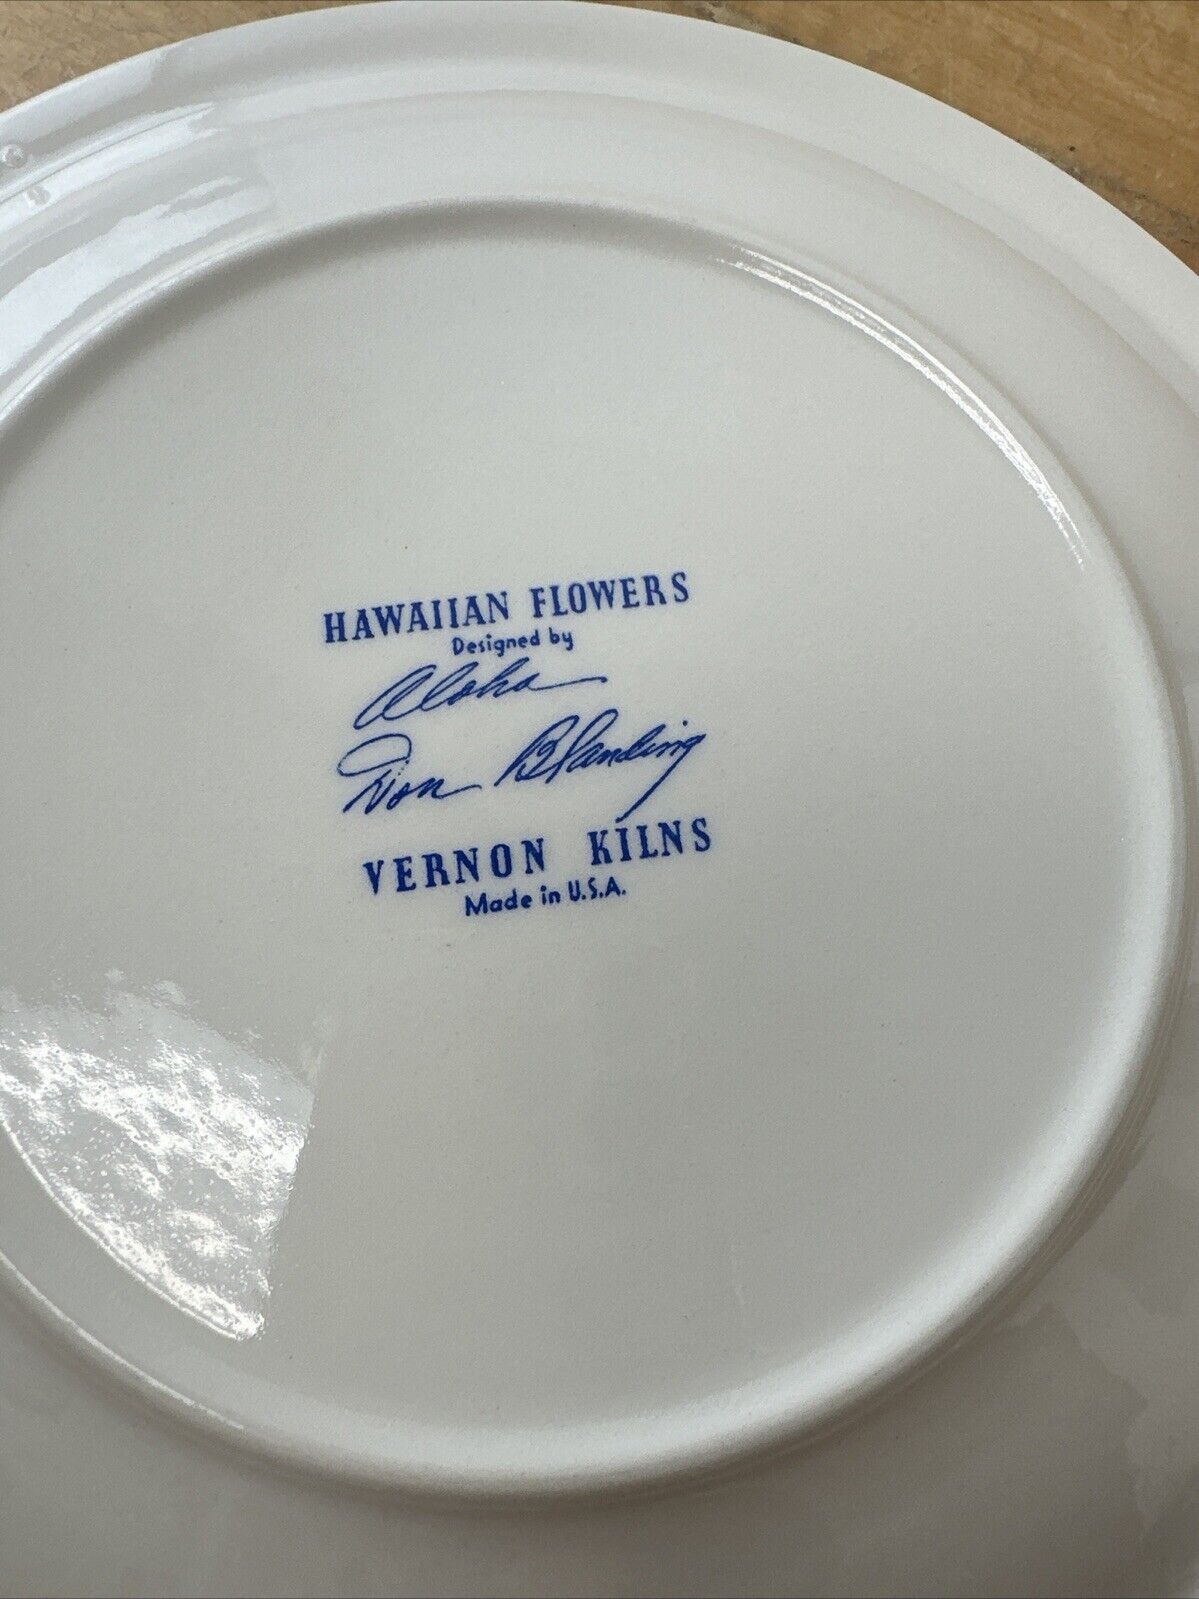 HAWAIIAN FLOWERS
Designed by
Aloha
Don Blanding
VERNON KILNS
Made in U.S.A.